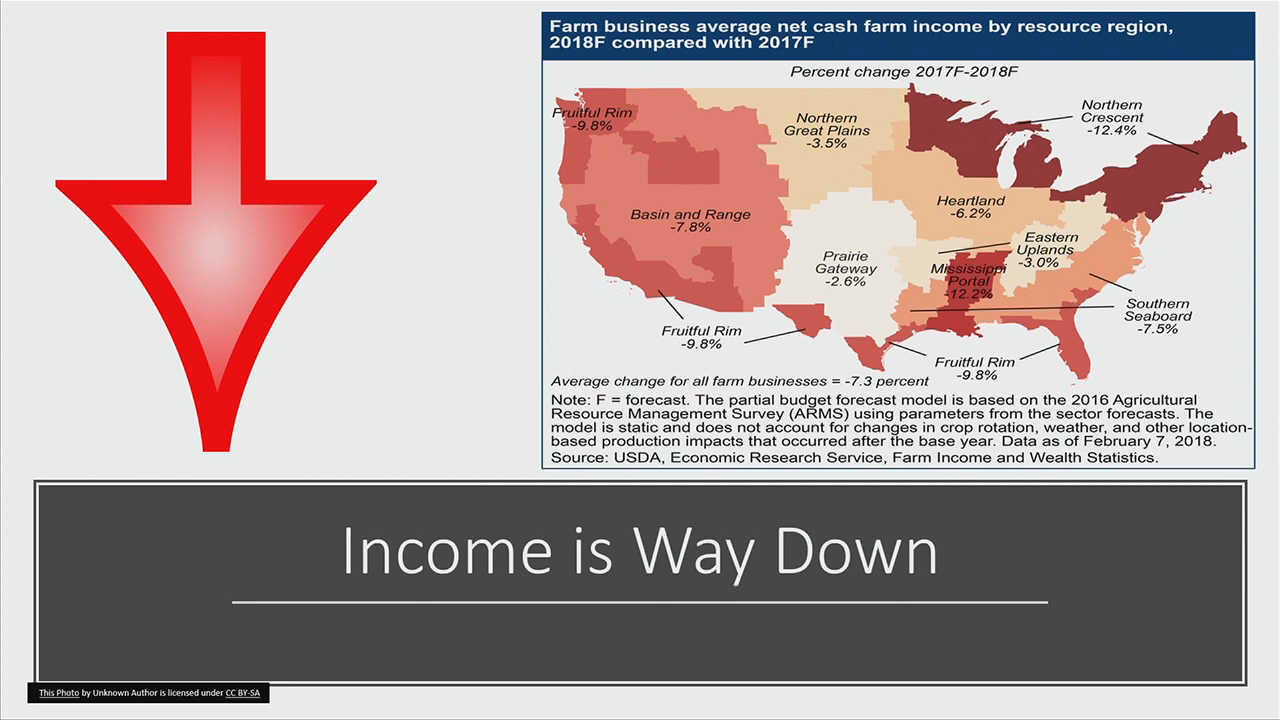 Farm business average net cash farm income by resource region,
2018F compared with 2017F
Percent change 2017F-2018F
Fruitful Rim
-9.8%
Northern
Great Plains
-3.5%
Northern
Crescent
-12.4%
Basin and Range
-7.8%
Heartland
-6.2%
Prairie
Gateway
-2.6%
Eastern
Uplands
-3.0%
Mississippi
Portal
-12.2%
Southern
Seaboard
-7.5%
Fruitful Rim
-9.8%
Fruitful Rim
-9.8%
Average change for all farm businesses = -7.3 percent
Note: F = forecast. The partial budget forecast model is based on the 2016 Agricultural
Resource Management Survey (ARMS) using parameters from the sector forecasts. The
model is static and does not account for changes in crop rotation, weather, and other location-
based production impacts that occurred after the base year. Data as of February 7, 2018.
Source: USDA, Economic Research Service, Farm Income and Wealth Statistics.
Income is Way Down
This Photo by Unknown Author is licensed under CC BY-SA